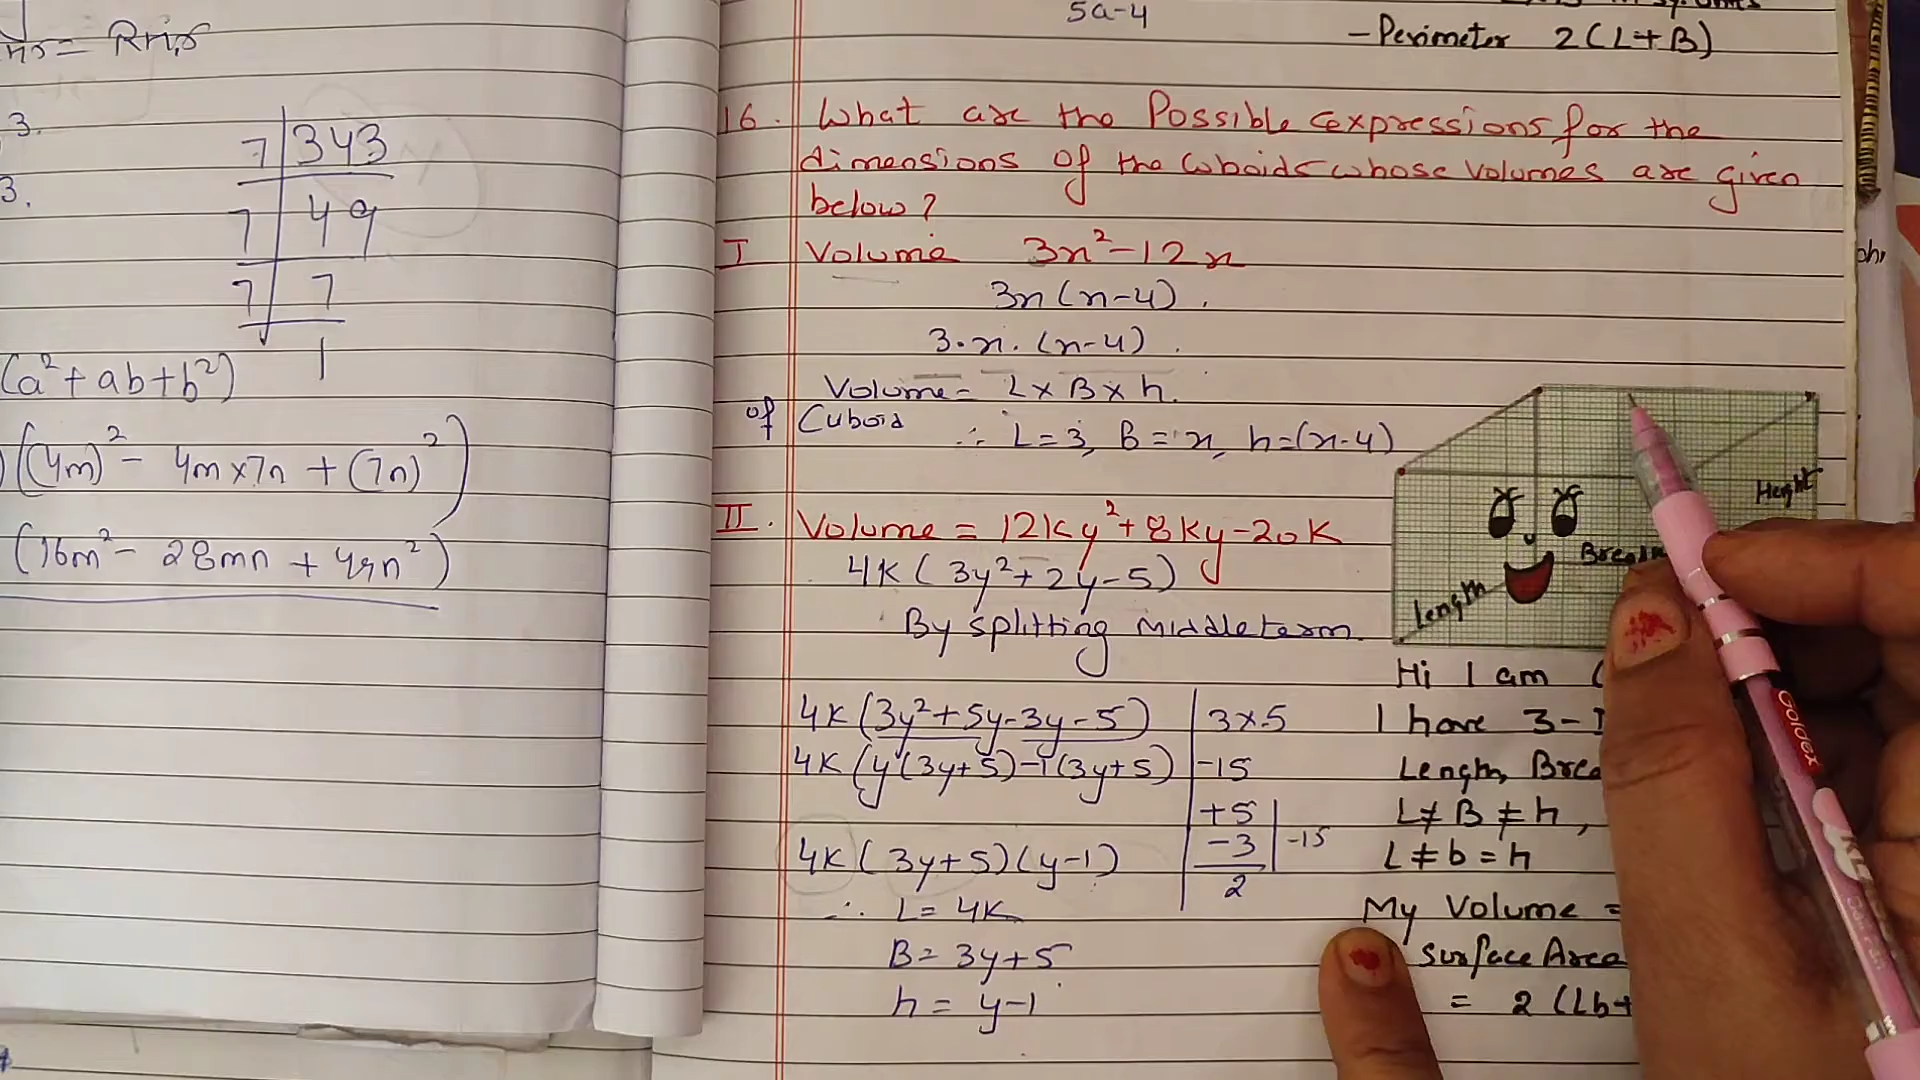 3.
3.
7 343
7 49
7 7
1
(a²+ab+b²)
((4m)² - 4m×7n + (7n)²)
(16m² - 28mn + 49n²)
5a-4
-Perimeter 2(L+B)
16. What are the Possible expressions for the
dimensions of the cuboids whose volumes are given
below?
I Volume 3x²-12x
3x(x-4).
3.x.(x-4).
Volume = L×B×h.
of Cuboid ∴ L=3, B=x, h=(x-4)
II. Volume = 12Ky²+8Ky-20K
4K(3y²+2y-5)
By splitting Middle term.
4K(3y²+5y-3y-5) 3×5
4K(y(3y+5)-1(3y+5) -15
+5
-3 -15
4K(3y+5)(y-1)
2
∴ L= 4K
B= 3y+5
h= y-1
Height
Length
Hi I am
I have 3-
Length,
L≠B≠h,
L≠b=h
My Volume =
Surface Area
= 2(Lb+
Goldex